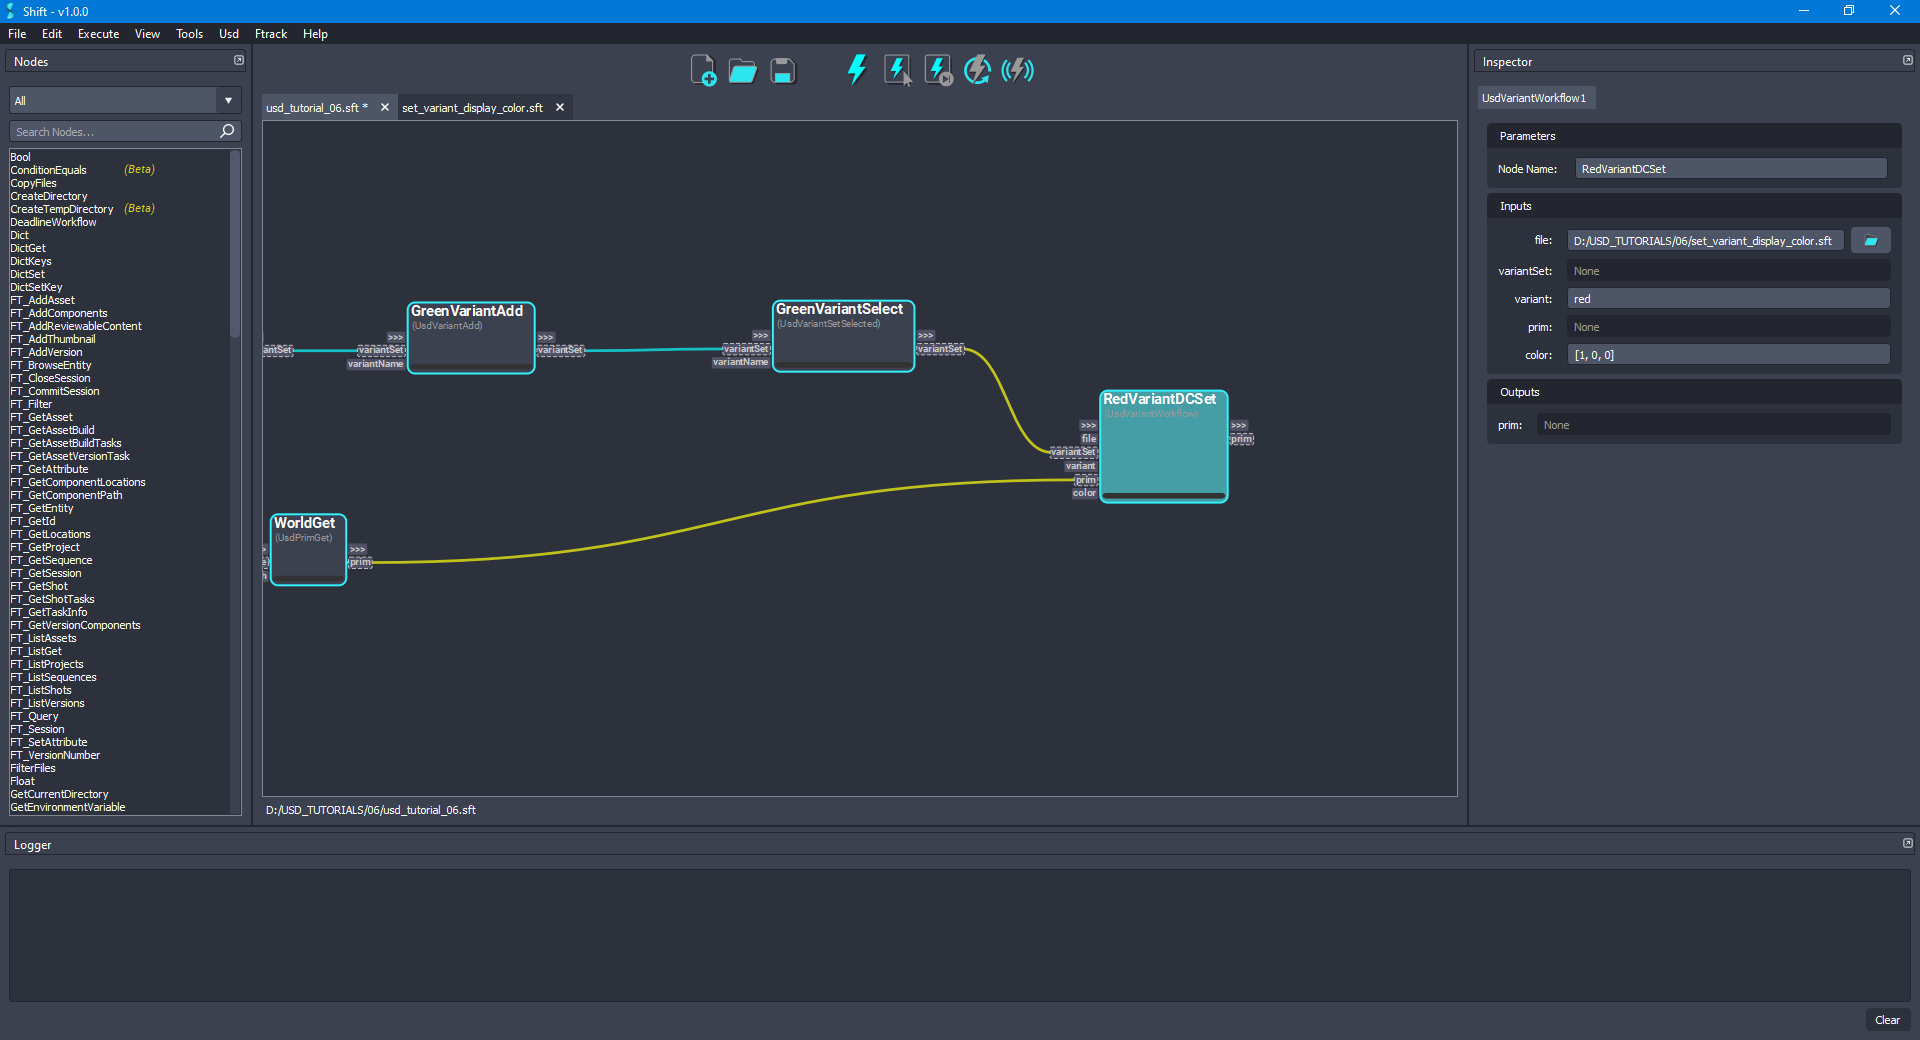 Shift - v1.0.0
File Edit Execute View Tools Usd Ftrack Help
Nodes
All
Search Nodes...
Bool
ConditionEquals (Beta)
CopyFiles
CreateDirectory
CreateTempDirectory (Beta)
DeadlineWorkflow
Dict
DictGet
DictKeys
DictSet
DictSetKey
FT_AddAsset
FT_AddComponents
FT_AddReviewableContent
FT_AddThumbnail
FT_AddVersion
FT_BrowseEntity
FT_CloseSession
FT_CommitSession
FT_Filter
FT_GetAsset
FT_GetAssetBuild
FT_GetAssetBuildTasks
FT_GetAssetVersionTask
FT_GetAttribute
FT_GetComponentLocations
FT_GetComponentPath
FT_GetEntity
FT_GetId
FT_GetLocations
FT_GetProject
FT_GetSequence
FT_GetSession
FT_GetShot
FT_GetShotTasks
FT_GetTaskInfo
FT_GetVersionComponents
FT_ListAssets
FT_ListGet
FT_ListProjects
FT_ListSequences
FT_ListShots
FT_ListVersions
FT_Query
FT_Session
FT_SetAttribute
FT_VersionNumber
FilterFiles
Float
GetCurrentDirectory
GetEnvironmentVariable
usd_tutorial_06.sft * set_variant_display_color.sft
antSet
GreenVariantAdd
(UsdVariantAdd)
>>> >>>
variantSet variantSet
variantName
GreenVariantSelect
(UsdVariantSetSelected)
>>> >>>
variantSet variantSet
variantName
RedVariantDCSet
(UsdVariantWorkflow)
>>> >>>
file prim
variantSet
variant
prim
color
WorldGet
(UsdPrimGet)
>>>
prim
D:/USD_TUTORIALS/06/usd_tutorial_06.sft
Inspector
UsdVariantWorkflow1
Parameters
Node Name: RedVariantDCSet
Inputs
file: D:/USD_TUTORIALS/06/set_variant_display_color.sft
variantSet: None
variant: red
prim: None
color: [1, 0, 0]
Outputs
prim: None
Logger
Clear